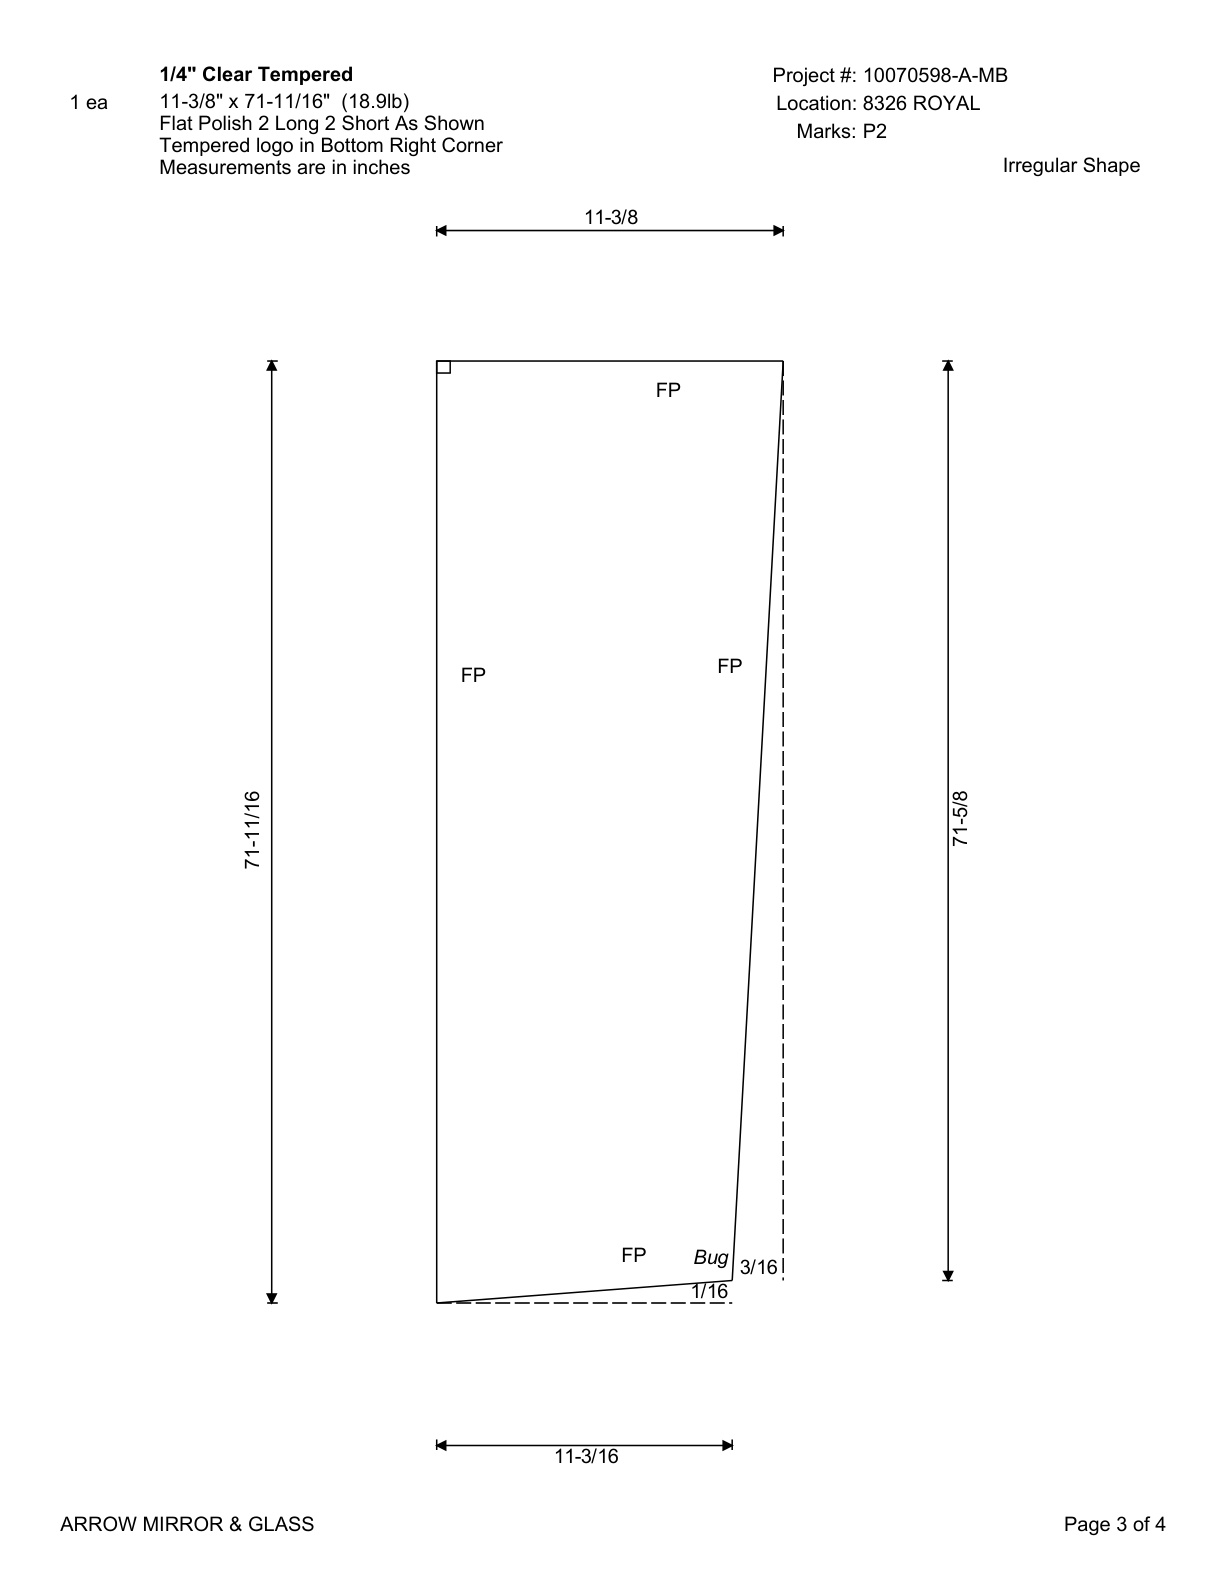 1/4" Clear Tempered
1 ea
11-3/8" x 71-11/16" (18.9lb)
Flat Polish 2 Long 2 Short As Shown
Tempered logo in Bottom Right Corner
Measurements are in inches
Project #: 10070598-A-MB
Location: 8326 ROYAL
Marks: P2
Irregular Shape
11-3/8
FP
FP
FP
71-11/16
71-5/8
FP
Bug
3/16
1/16
11-3/16
ARROW MIRROR & GLASS
Page 3 of 4